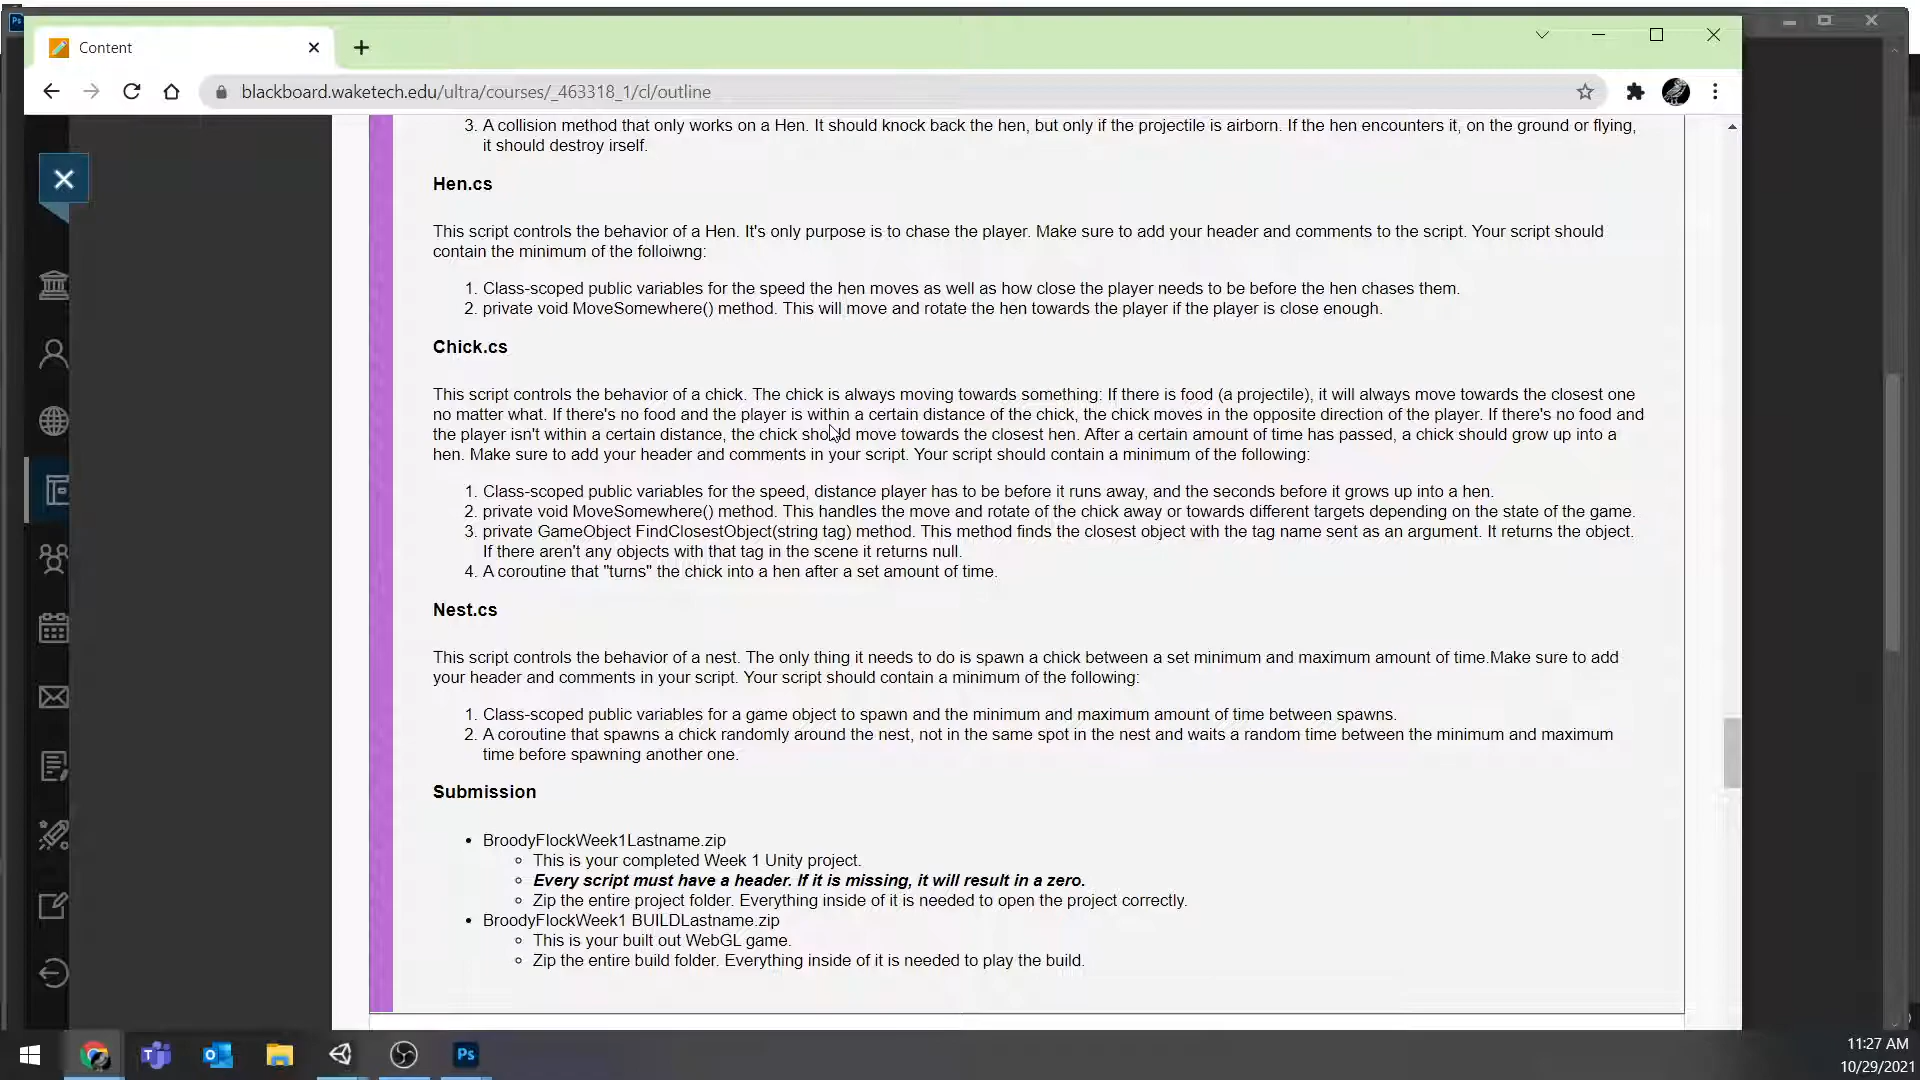 Ps
Content
blackboard.waketech.edu/ultra/courses/_463318_1/cl/outline
3. A collision method that only works on a Hen. It should knock back the hen, but only if the projectile is airborn. If the hen encounters it, on the ground or flying,
it should destroy irself.
Hen.cs
This script controls the behavior of a Hen. It's only purpose is to chase the player. Make sure to add your header and comments to the script. Your script should
contain the minimum of the folloiwng:
1. Class-scoped public variables for the speed the hen moves as well as how close the player needs to be before the hen chases them.
2. private void MoveSomewhere() method. This will move and rotate the hen towards the player if the player is close enough.
Chick.cs
This script controls the behavior of a chick. The chick is always moving towards something: If there is food (a projectile), it will always move towards the closest one
no matter what. If there's no food and the player is within a certain distance of the chick, the chick moves in the opposite direction of the player. If there's no food and
the player isn't within a certain distance, the chick should move towards the closest hen. After a certain amount of time has passed, a chick should grow up into a
hen. Make sure to add your header and comments in your script. Your script should contain a minimum of the following:
1. Class-scoped public variables for the speed, distance player has to be before it runs away, and the seconds before it grows up into a hen.
2. private void MoveSomewhere() method. This handles the move and rotate of the chick away or towards different targets depending on the state of the game.
3. private GameObject FindClosestObject(string tag) method. This method finds the closest object with the tag name sent as an argument. It returns the object.
If there aren't any objects with that tag in the scene it returns null.
4. A coroutine that "turns" the chick into a hen after a set amount of time.
Nest.cs
This script controls the behavior of a nest. The only thing it needs to do is spawn a chick between a set minimum and maximum amount of time.Make sure to add
your header and comments in your script. Your script should contain a minimum of the following:
1. Class-scoped public variables for a game object to spawn and the minimum and maximum amount of time between spawns.
2. A coroutine that spawns a chick randomly around the nest, not in the same spot in the nest and waits a random time between the minimum and maximum
time before spawning another one.
Submission
• BroodyFlockWeek1Lastname.zip
◦ This is your completed Week 1 Unity project.
◦ Every script must have a header. If it is missing, it will result in a zero.
◦ Zip the entire project folder. Everything inside of it is needed to open the project correctly.
• BroodyFlockWeek1 BUILDLastname.zip
◦ This is your built out WebGL game.
◦ Zip the entire build folder. Everything inside of it is needed to play the build.
Ps
11:27 AM
10/29/2021